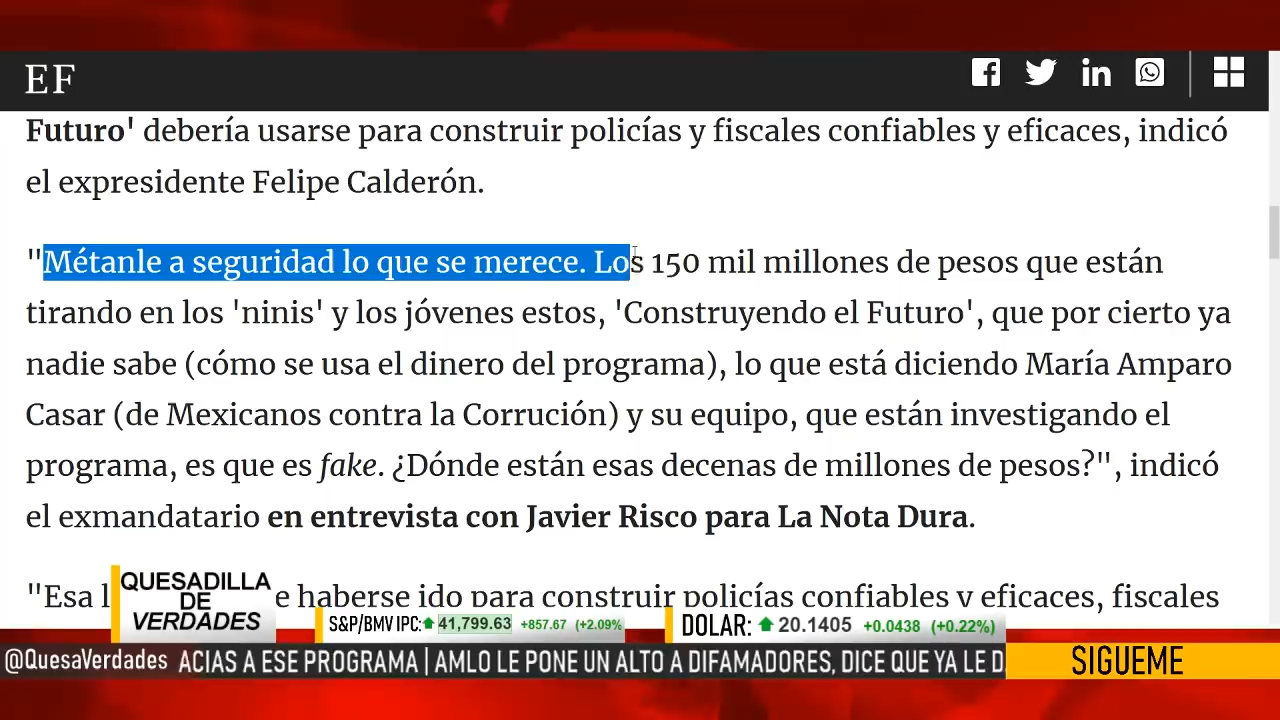 EF
Futuro' debería usarse para construir policías y fiscales confiables y eficaces, indicó
el expresidente Felipe Calderón.
"Métanle a seguridad lo que se merece. Los 150 mil millones de pesos que están
tirando en los 'ninis' y los jóvenes estos, 'Construyendo el Futuro', que por cierto ya
nadie sabe (cómo se usa el dinero del programa), lo que está diciendo María Amparo
Casar (de Mexicanos contra la Corrución) y su equipo, que están investigando el
programa, es que es fake. ¿Dónde están esas decenas de millones de pesos?", indicó
el exmandatario en entrevista con Javier Risco para La Nota Dura.
"Esa l e haberse ido para construir policías confiables y eficaces, fiscales
QUESADILLA
DE
VERDADES
S&P/BMV IPC: 41,799.63 +857.67 (+2.09%)
DOLAR: 20.1405 +0.0438 (+0.22%)
@QuesaVerdades ACIAS A ESE PROGRAMA | AMLO LE PONE UN ALTO A DIFAMADORES, DICE QUE YA LE D
SIGUEME